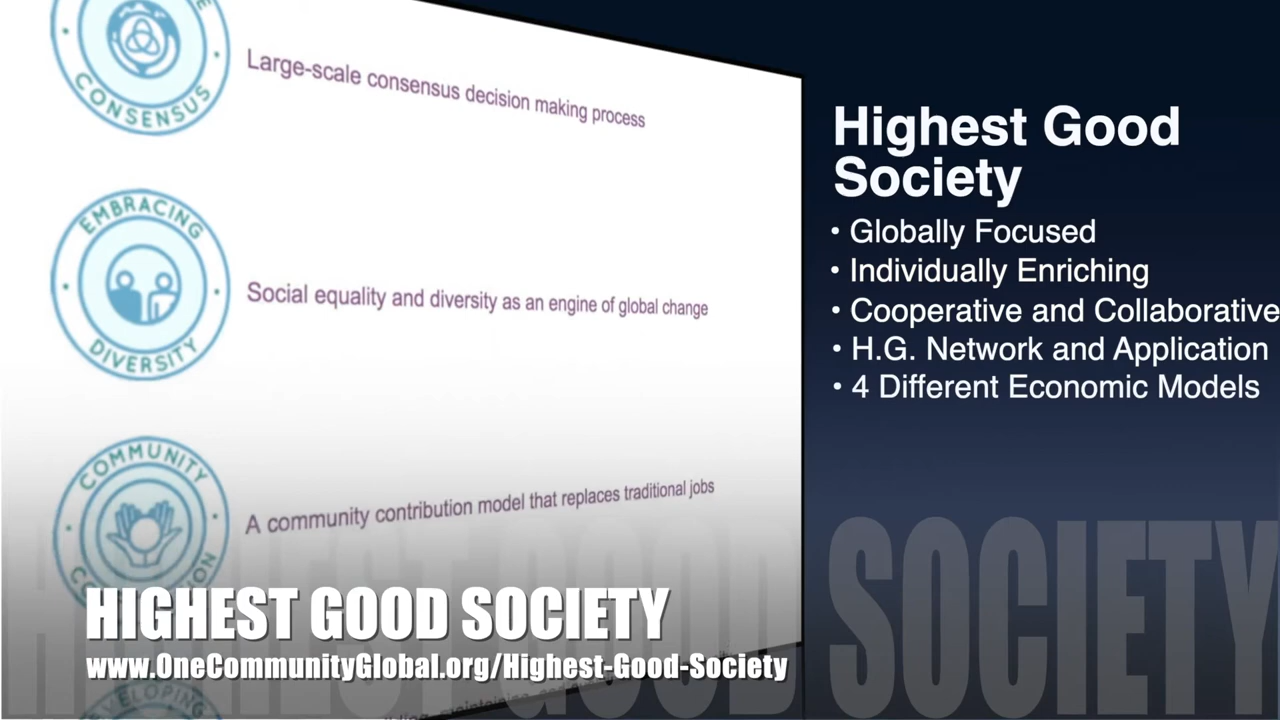 CONSENSUS
Large-scale consensus decision making process
EMBRACING
DIVERSITY
Social equality and diversity as an engine of global change
COMMUNITY
A community contribution model that replaces traditional jobs
Highest Good
Society
• Globally Focused
• Individually Enriching
• Cooperative and Collaborative
• H.G. Network and Application
• 4 Different Economic Models
HIGHEST GOOD SOCIETY
HIGHEST GOOD SOCIETY
www.OneCommunityGlobal.org/Highest-Good-Society